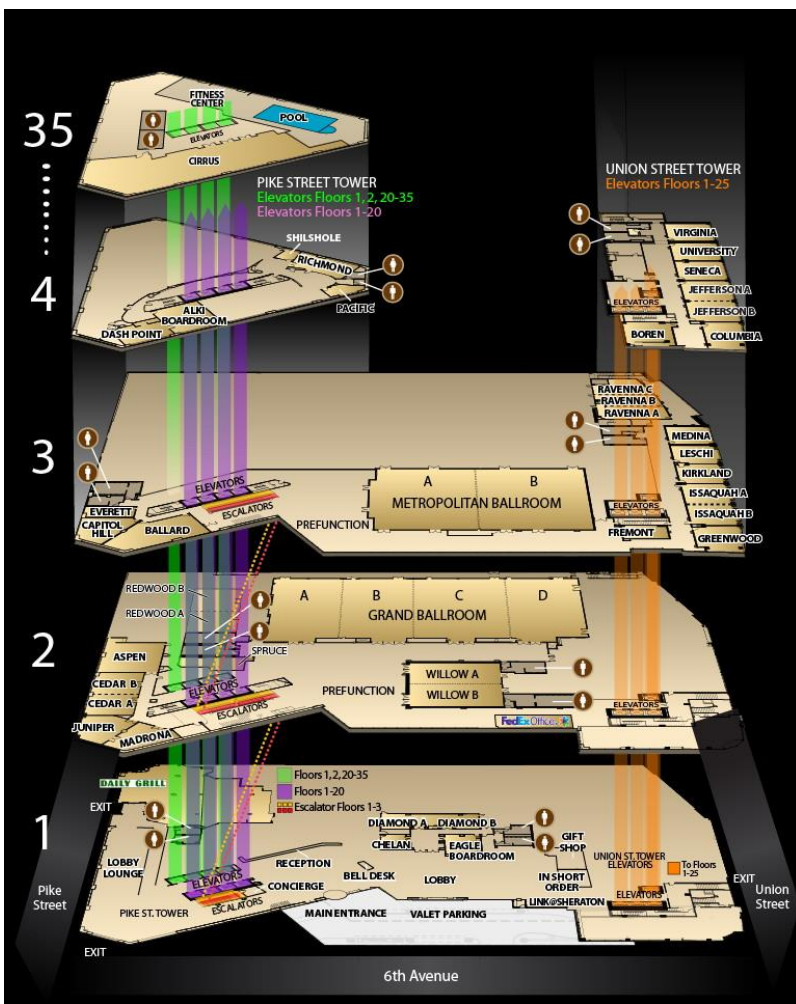 35
FITNESS
CENTER
POOL
ELEVATORS
CIRRUS
PIKE STREET TOWER
Elevators Floors 1, 2, 20-35
Elevators Floors 1-20
UNION STREET TOWER
Elevators Floors 1-25
4
SHILSHOLE
RICHMOND
PACIFIC
ALKI
BOARDROOM
DASH POINT
VIRGINIA
UNIVERSITY
SENECA
JEFFERSON A
JEFFERSON B
COLUMBIA
ELEVATORS
BOREN
3
RAVENNA C
RAVENNA B
RAVENNA A
MEDINA
LESCHI
KIRKLAND
ISSAQUAH A
ISSAQUAH B
GREENWOOD
ELEVATORS
FREMONT
A
B
METROPOLITAN BALLROOM
PREFUNCTION
ELEVATORS
ESCALATORS
EVERETT
CAPITOL
HILL
BALLARD
2
REDWOOD B
REDWOOD A
SPRUCE
A
B
C
D
GRAND BALLROOM
ASPEN
CEDAR B
CEDAR A
JUNIPER
MADRONA
ELEVATORS
ESCALATORS
PREFUNCTION
WILLOW A
WILLOW B
FedEx Office
ELEVATORS
1
DAILY GRILL
EXIT
Floors 1, 2, 20-35
Floors 1-20
Escalator Floors 1-3
LOBBY
LOUNGE
PIKE ST. TOWER
ELEVATORS
ESCALATORS
RECEPTION
CONCIERGE
BELL DESK
LOBBY
DIAMOND A
DIAMOND B
CHELAN
EAGLE
BOARDROOM
GIFT
SHOP
IN SHORT
ORDER
LINK@SHERATON
UNION ST. TOWER
ELEVATORS
To Floors
1-25
ELEVATORS
EXIT
MAIN ENTRANCE
VALET PARKING
EXIT
Pike
Street
Union
Street
6th Avenue